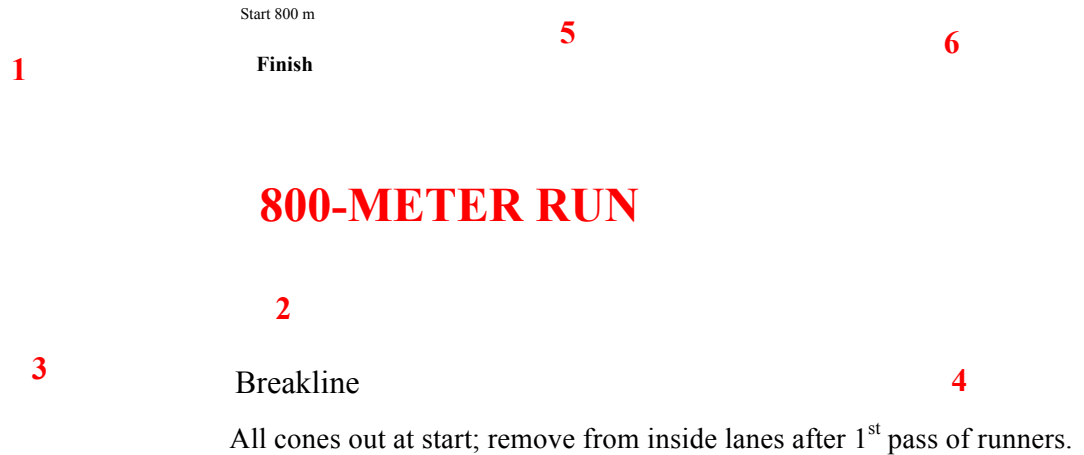 Start 800 m
5
6
1
Finish
800-METER RUN
2
3
Breakline
4
All cones out at start; remove from inside lanes after 1st pass of runners.